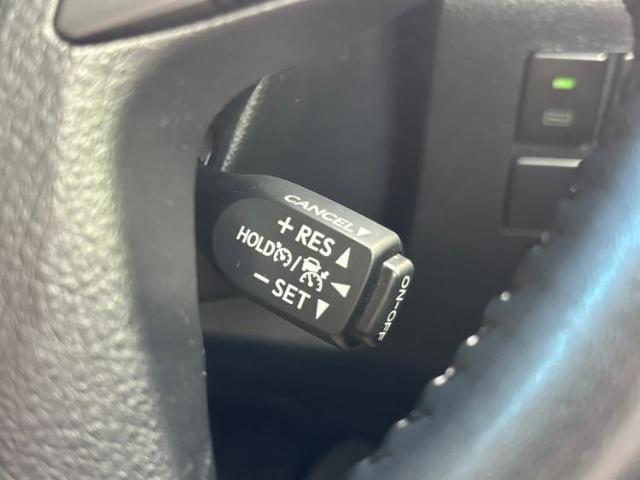 CANCEL▼
+ RES ▲
HOLD /
− SET ▼
ON-OFF